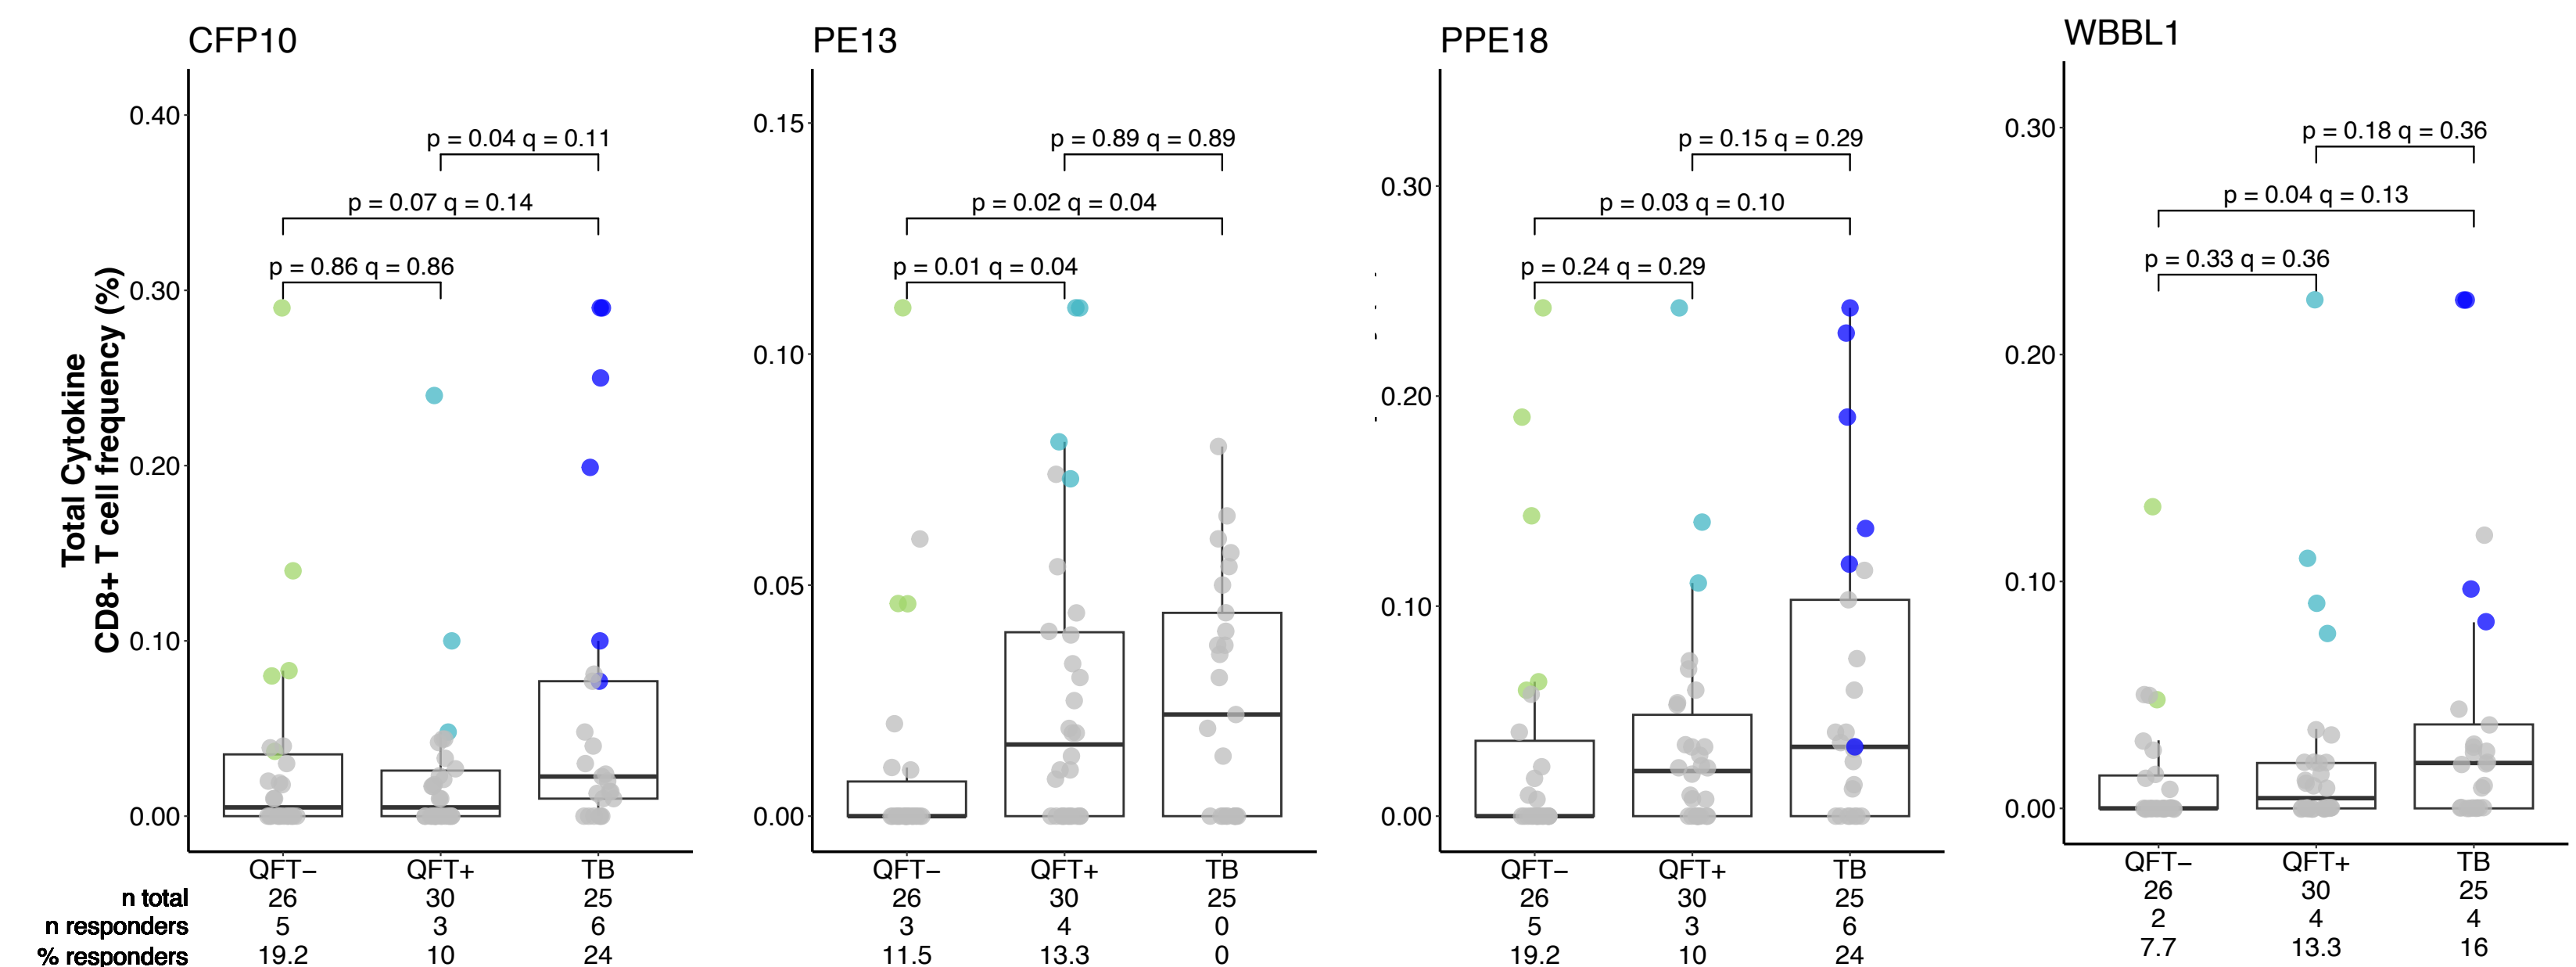 CFP10
PE13
PPE18
WBBL1
Total Cytokine
CD8+ T cell frequency (%)
0.40
0.30
0.20
0.10
0.00
p = 0.04 q = 0.11
p = 0.07 q = 0.14
p = 0.86 q = 0.86
QFT− QFT+ TB
n total 26 30 25
n responders 5 3 6
% responders 19.2 10 24
0.15
0.10
0.05
0.00
p = 0.89 q = 0.89
p = 0.02 q = 0.04
p = 0.01 q = 0.04
QFT− QFT+ TB
26 30 25
3 4 0
11.5 13.3 0
0.30
0.20
0.10
0.00
p = 0.15 q = 0.29
p = 0.03 q = 0.10
p = 0.24 q = 0.29
QFT− QFT+ TB
26 30 25
5 3 6
19.2 10 24
0.30
0.20
0.10
0.00
p = 0.18 q = 0.36
p = 0.04 q = 0.13
p = 0.33 q = 0.36
QFT− QFT+ TB
26 30 25
2 4 4
7.7 13.3 16